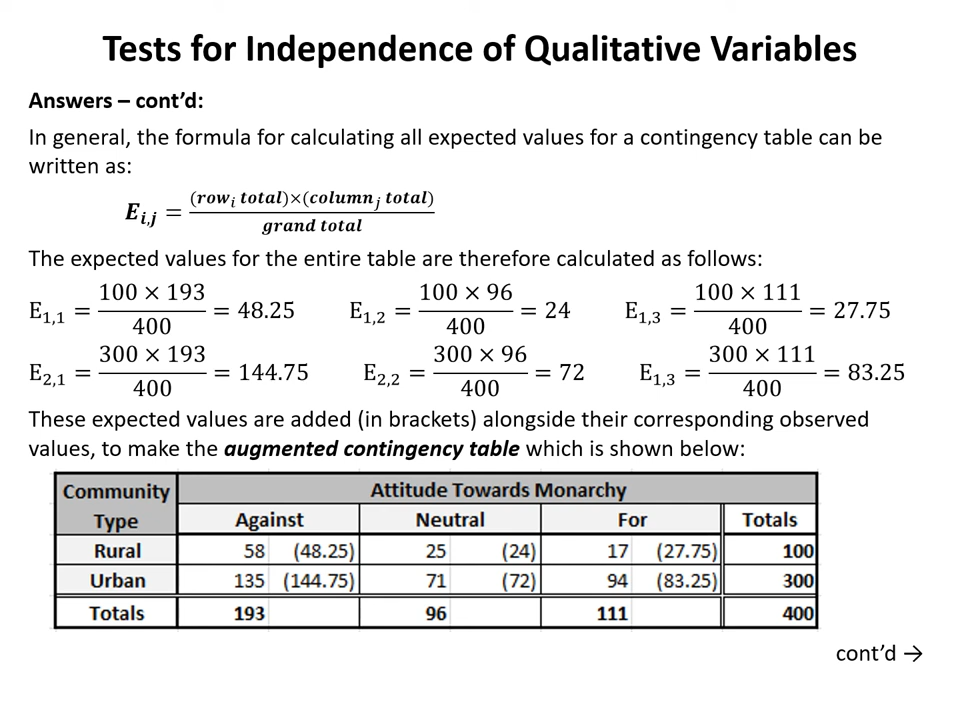 Tests for Independence of Qualitative Variables
Answers – cont’d:
In general, the formula for calculating all expected values for a contingency table can be
written as:
E_{i,j} = \frac{(row_i total)×(column_j total)}{grand total}
The expected values for the entire table are therefore calculated as follows:
E_{1,1} = \frac{100 × 193}{400} = 48.25 E_{1,2} = \frac{100 × 96}{400} = 24 E_{1,3} = \frac{100 × 111}{400} = 27.75
E_{2,1} = \frac{300 × 193}{400} = 144.75 E_{2,2} = \frac{300 × 96}{400} = 72 E_{1,3} = \frac{300 × 111}{400} = 83.25
These expected values are added (in brackets) alongside their corresponding observed
values, to make the augmented contingency table which is shown below:
Community Type Attitude Towards Monarchy
Against Neutral For Totals
Rural 58 (48.25) 25 (24) 17 (27.75) 100
Urban 135 (144.75) 71 (72) 94 (83.25) 300
Totals 193 96 111 400
cont’d →